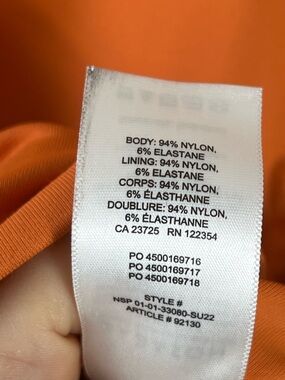 BODY: 94% NYLON,
6% ELASTANE
LINING: 94% NYLON,
6% ELASTANE
CORPS: 94% NYLON,
6% ÉLASTHANNE
DOUBLURE: 94% NYLON,
6% ÉLASTHANNE
CA 23725 RN 122354
PO 4500169716
PO 4500169717
PO 4500169718
STYLE #
NSP 01-01-33080-SU22
ARTICLE # 92130